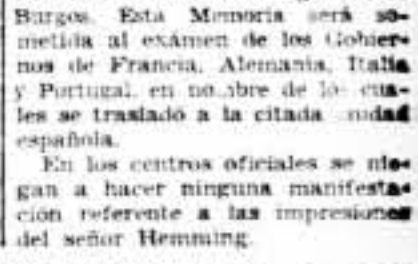 Burgos. Esta Memoria será so-
metida al exámen de los Gobier-
nos de Francia, Alemania, Italia
y Portugal, en nombre de los cua-
les se trasladó a la citada ciudad
española.
En los centros oficiales se nie-
gan a hacer ninguna manifesta-
ción referente a las impresiones
del señor Hemming.